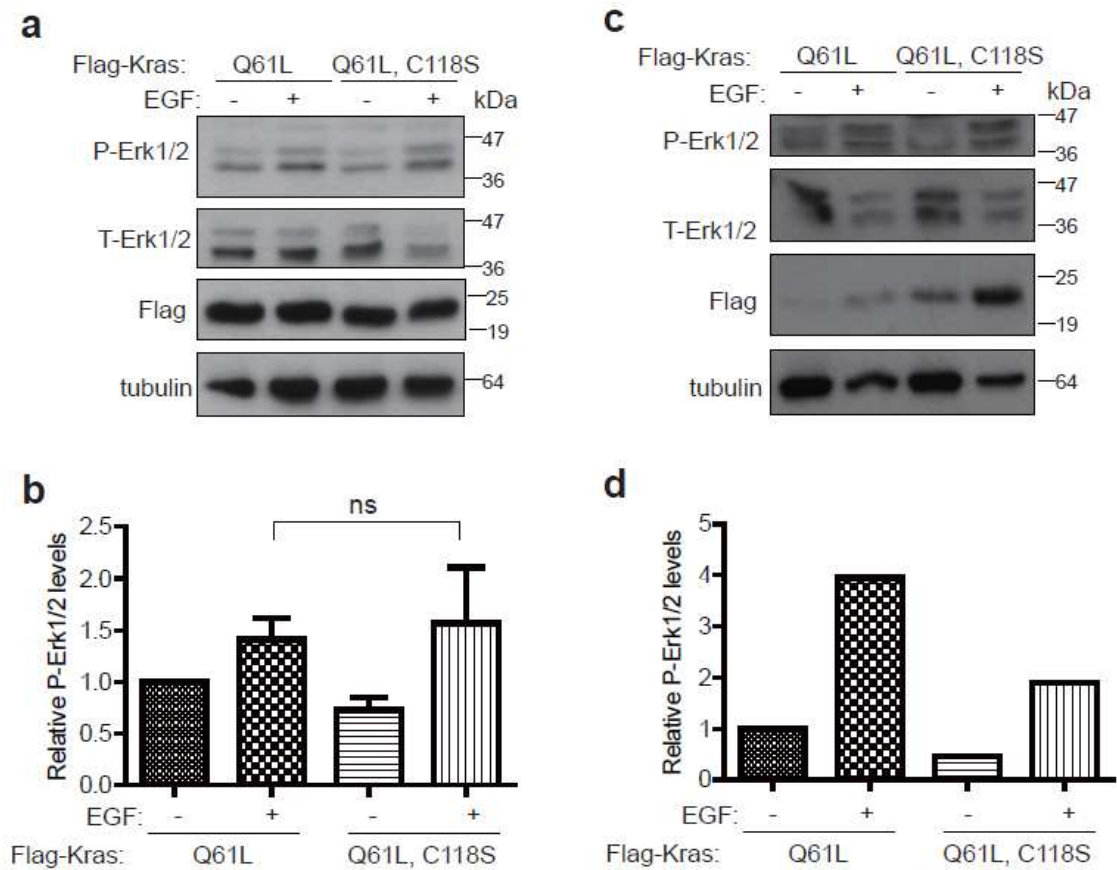 a
Flag-Kras: Q61L Q61L, C118S
EGF: - + - + kDa
P-Erk1/2
47
36
T-Erk1/2
47
36
Flag
25
19
tubulin
64
c
Flag-Kras: Q61L Q61L, C118S
EGF: - + - + kDa
P-Erk1/2
47
36
T-Erk1/2
47
36
Flag
25
19
tubulin
64
b
ns
Relative P-Erk1/2 levels
2.5
2.0
1.5
1.0
0.5
0.0
EGF: - + - +
Flag-Kras: Q61L Q61L, C118S
d
Relative P-Erk1/2 levels
5
4
3
2
1
0
EGF: - + - +
Flag-Kras: Q61L Q61L, C118S